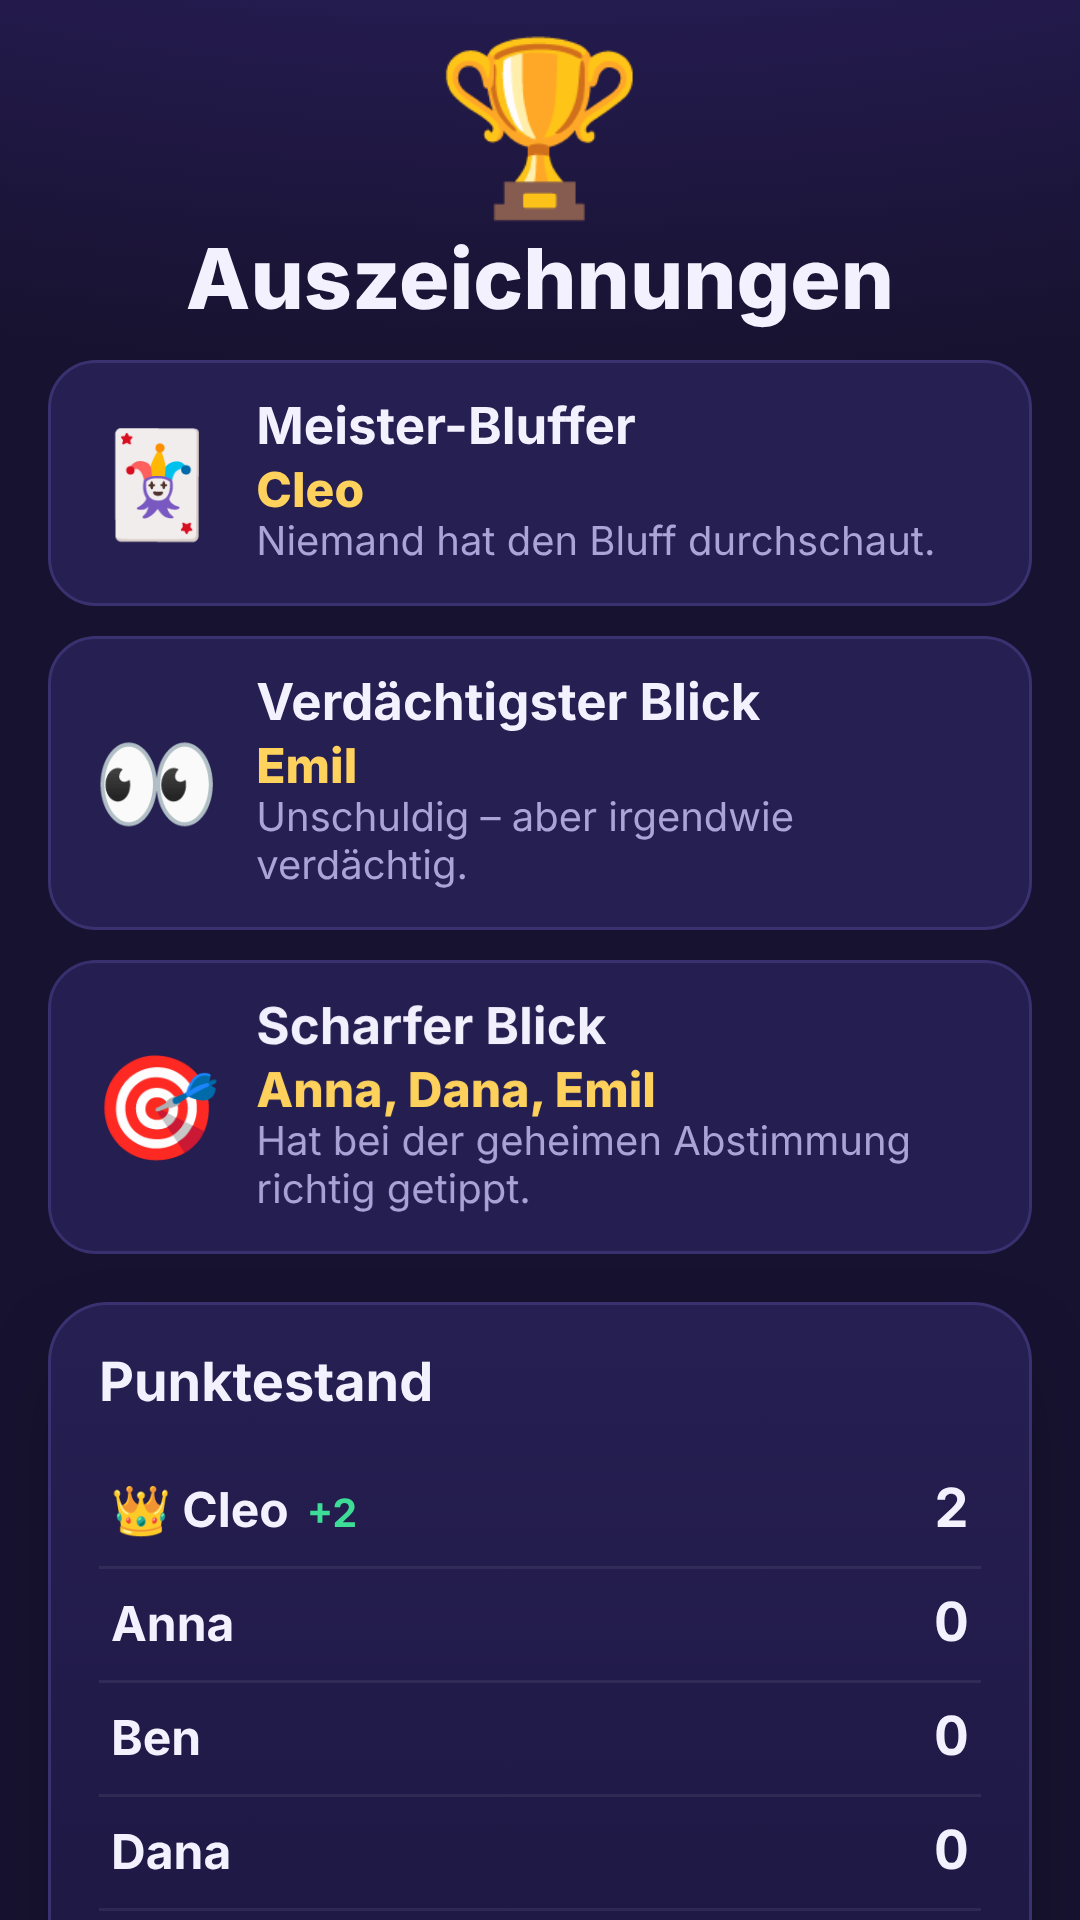 Auszeichnungen
Meister-Bluffer
Cleo
Niemand hat den Bluff durchschaut.
Verdächtigster Blick
Emil
Unschuldig – aber irgendwie
verdächtig.
Scharfer Blick
Anna, Dana, Emil
Hat bei der geheimen Abstimmung
richtig getippt.
Punktestand
Cleo +2 2
Anna 0
Ben 0
Dana 0